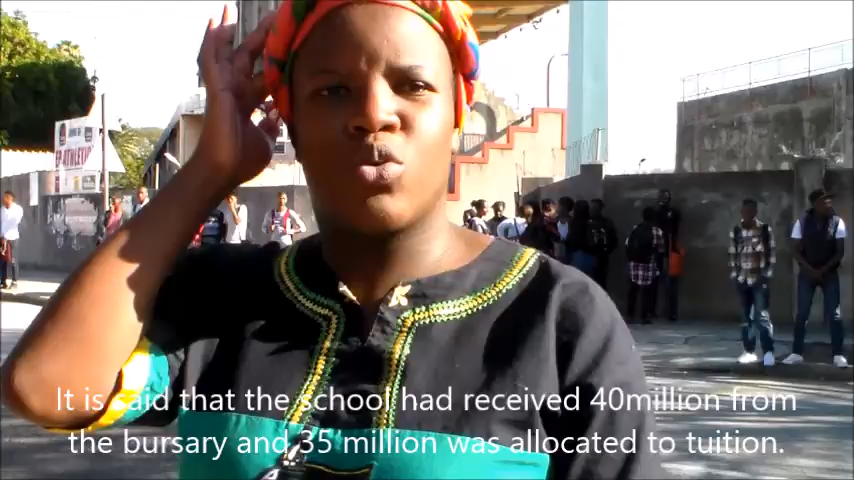 It is said that the school had received 40million from
the bursary and 35 million was allocated to tuition.